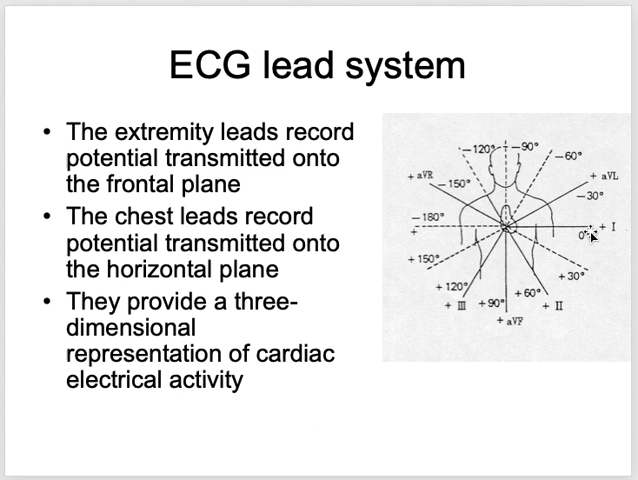 ECG lead system
• The extremity leads record
potential transmitted onto
the frontal plane
• The chest leads record
potential transmitted onto
the horizontal plane
• They provide a three-
dimensional
representation of cardiac
electrical activity
−120° −90°
−60°
+ aVR + aVL
−150° −30°
−180°
+ 0° + I
+150°
+30°
+120° +60°
+ III +90° + II
+ aVF